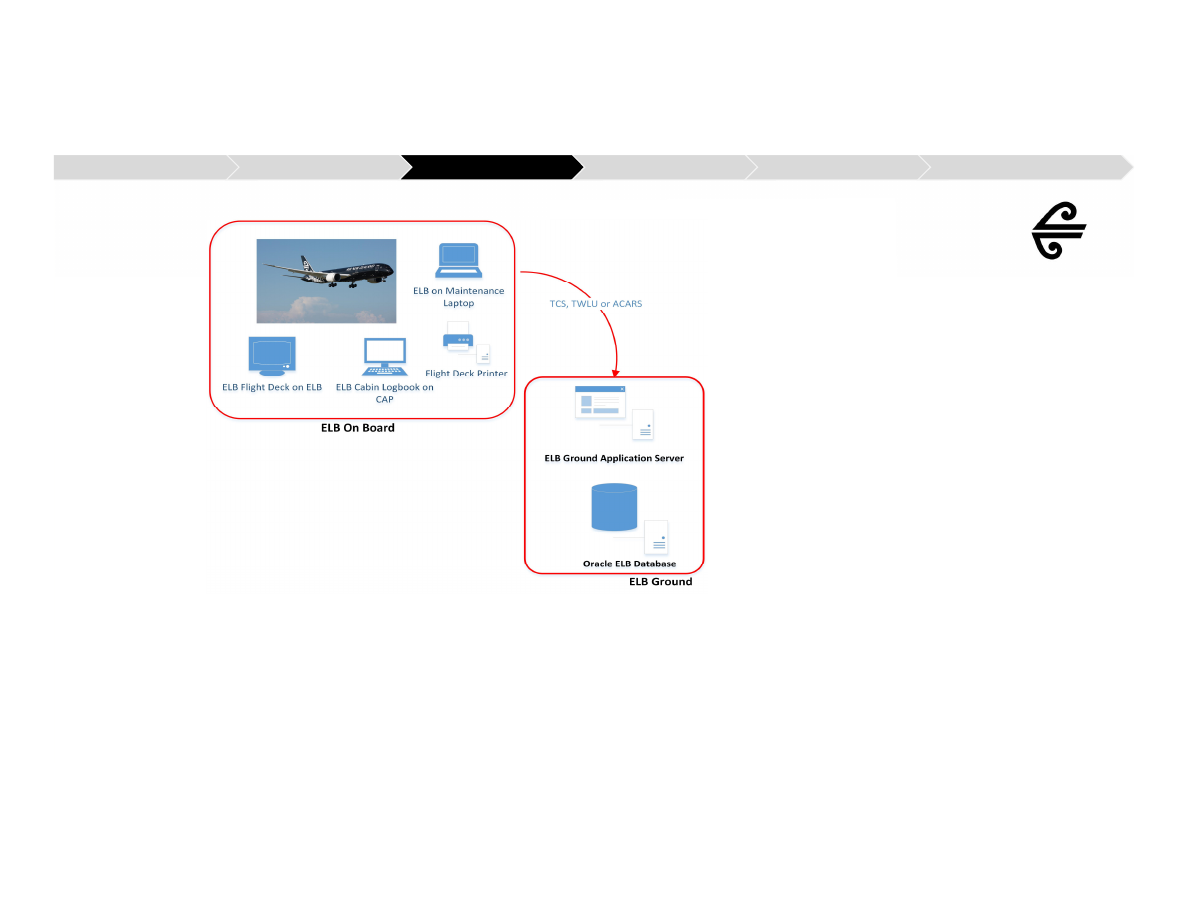 ELB on Maintenance
Laptop
TCS, TWLU or ACARS
Flight Deck Printer
ELB Flight Deck on ELB
ELB Cabin Logbook on
CAP
ELB On Board
ELB Ground Application Server
Oracle ELB Database
ELB Ground